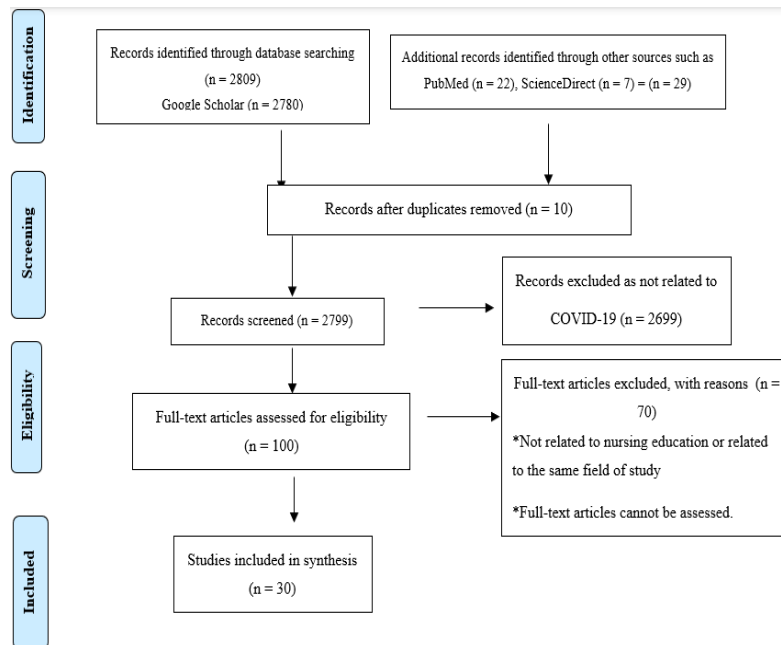 Identification
Records identified through database searching
(n = 2809)
Google Scholar (n = 2780)
Additional records identified through other sources such as
PubMed (n = 22), ScienceDirect (n = 7) = (n = 29)
Screening
Records after duplicates removed (n = 10)
Records screened (n = 2799)
Records excluded as not related to
COVID-19 (n = 2699)
Eligibility
Full-text articles assessed for eligibility
(n = 100)
Full-text articles excluded, with reasons (n =
70)
*Not related to nursing education or related
to the same field of study
*Full-text articles cannot be assessed.
Included
Studies included in synthesis
(n = 30)